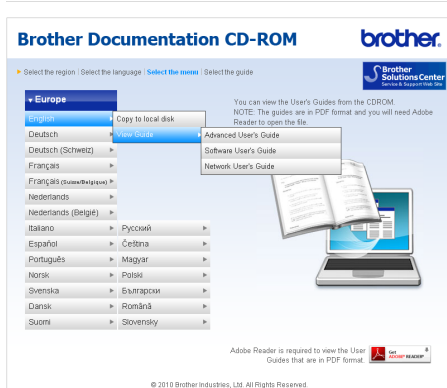 Brother Documentation CD-ROM
brother
Select the region | Select the language | Select the menu | Select the guide
Brother
Solutions Center
Service & Support Web Site
Europe
You can view the User's Guides from the CDROM.
NOTE: The guides are in PDF format and you will need Adobe
Reader to open the file.
English
Copy to local disk
Deutsch
View Guide
Advanced User's Guide
Deutsch (Schweiz)
Software User's Guide
Français
Network User's Guide
Français (Suisse/Belgique)
Nederlands
Nederlands (België)
Italiano
Русский
Español
Čeština
Português
Magyar
Norsk
Polski
Svenska
Български
Dansk
Română
Suomi
Slovensky
Adobe Reader is required to view the User
Guides that are in PDF format.
Get
ADOBE® READER®
© 2010 Brother Industries, Ltd. All Rights Reserved.